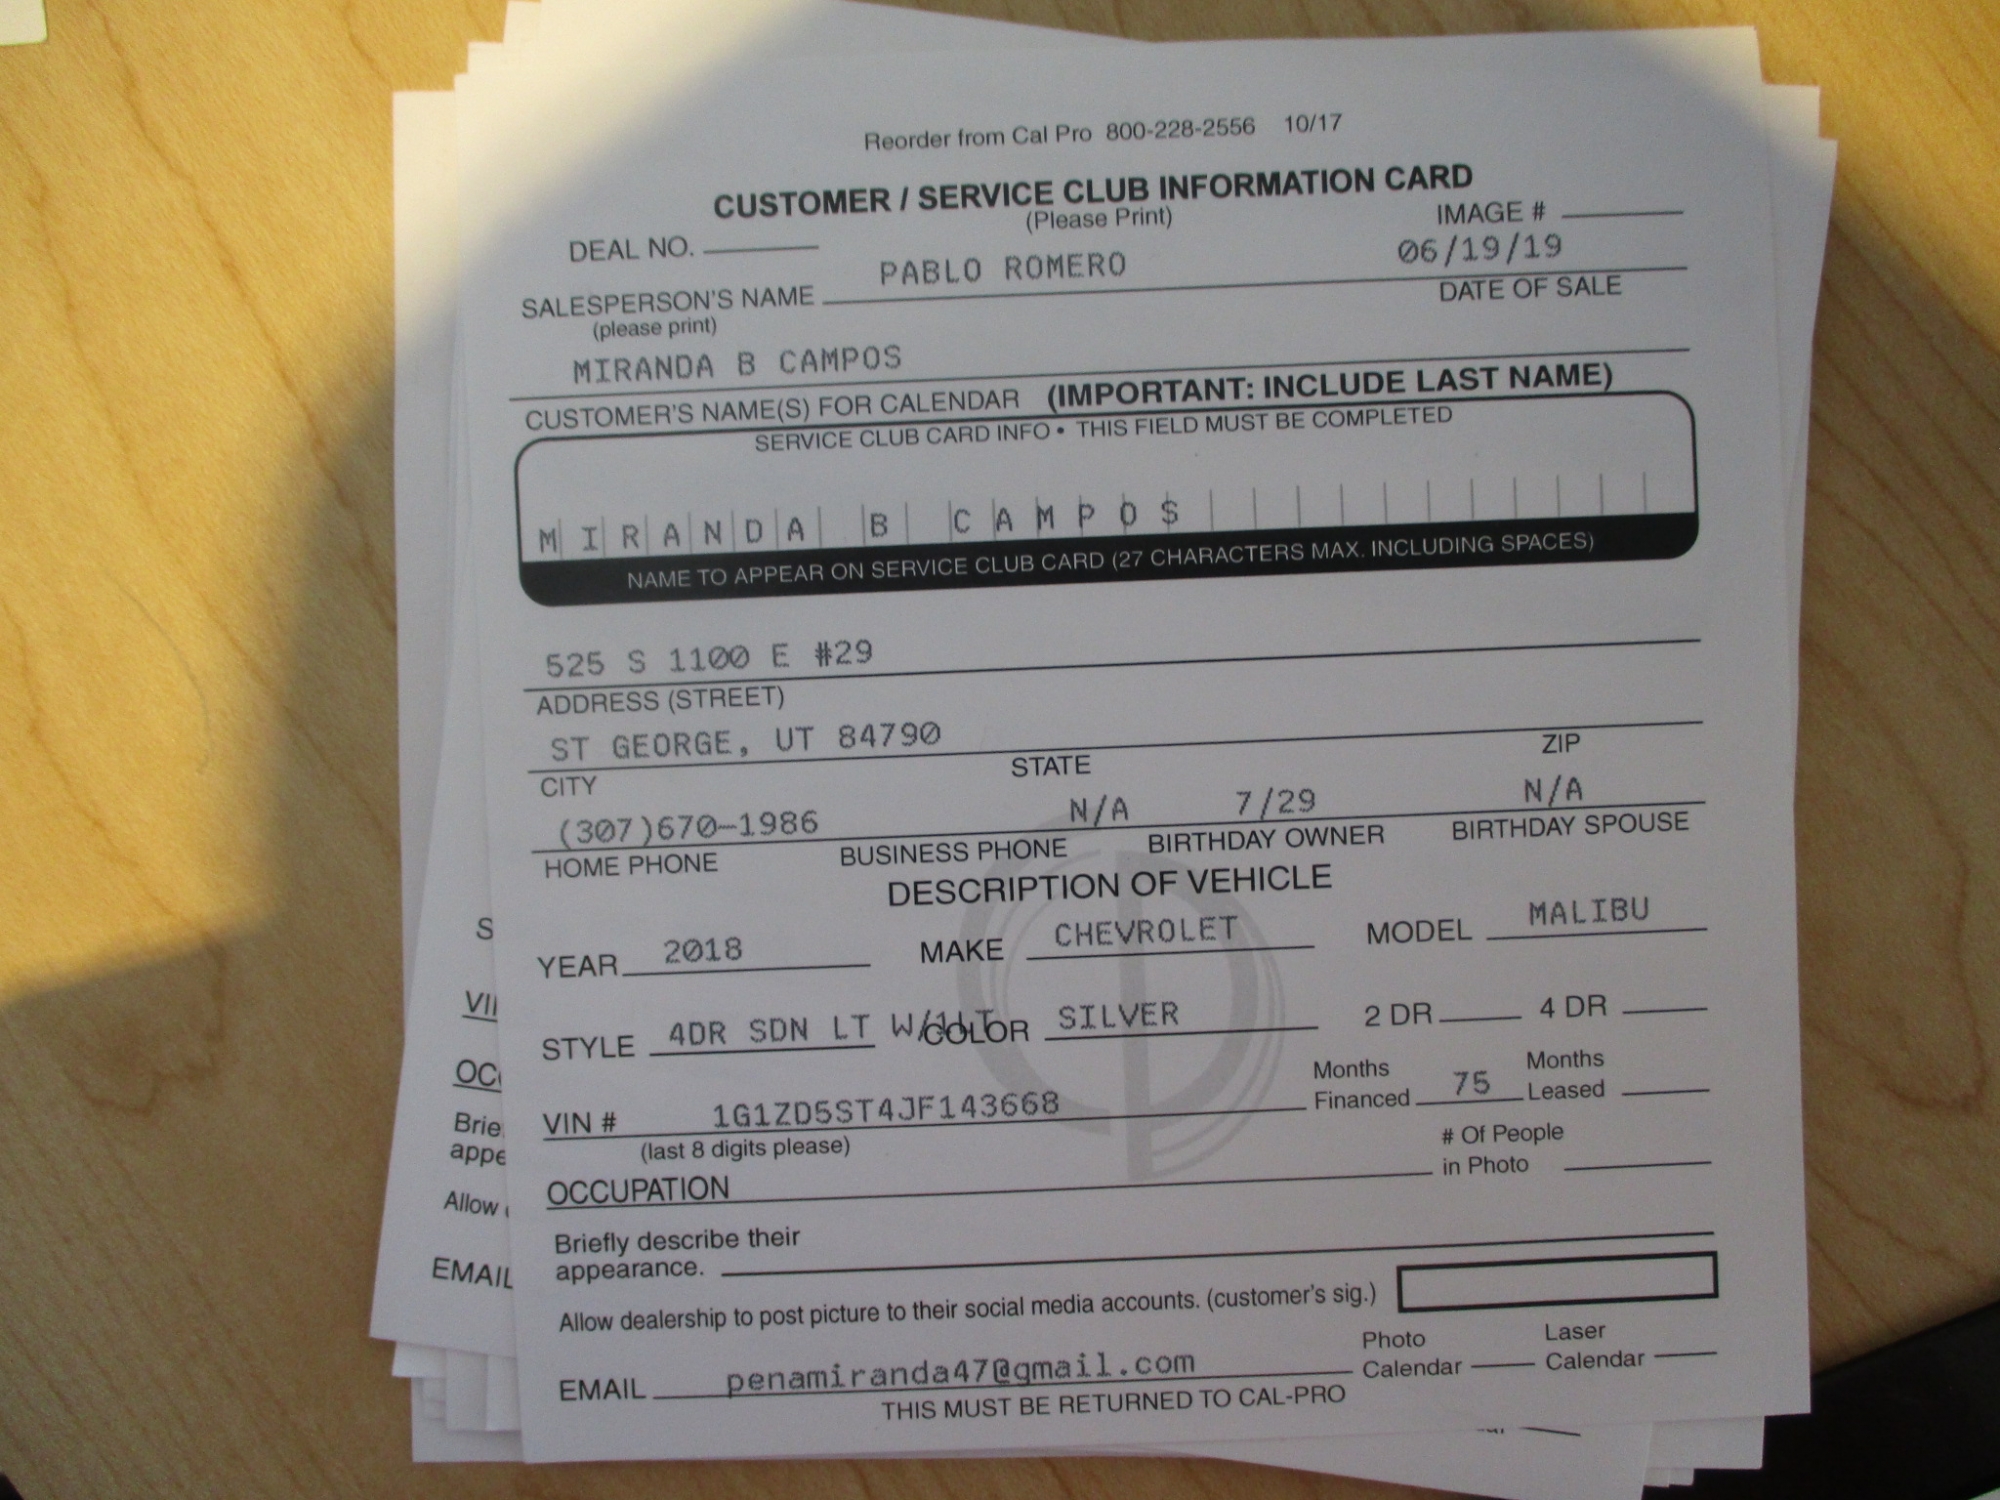 Reorder from Cal Pro 800-228-2556 10/17
CUSTOMER / SERVICE CLUB INFORMATION CARD
(Please Print)
DEAL NO. IMAGE #
PABLO ROMERO 06/19/19
SALESPERSON'S NAME DATE OF SALE
(please print)
MIRANDA B CAMPOS
CUSTOMER'S NAME(S) FOR CALENDAR (IMPORTANT: INCLUDE LAST NAME)
SERVICE CLUB CARD INFO • THIS FIELD MUST BE COMPLETED
MIRANDA B CAMPOS
NAME TO APPEAR ON SERVICE CLUB CARD (27 CHARACTERS MAX. INCLUDING SPACES)
525 S 1100 E #29
ADDRESS (STREET)
ST GEORGE, UT 84790
CITY STATE ZIP
(307)670-1986 N/A 7/29 N/A
HOME PHONE BUSINESS PHONE BIRTHDAY OWNER BIRTHDAY SPOUSE
DESCRIPTION OF VEHICLE
YEAR 2018 MAKE CHEVROLET MODEL MALIBU
STYLE 4DR SDN LT COLOR SILVER 2 DR 4 DR
Months Months
VIN # 1G1ZD5ST4JF143668 Financed 75 Leased
(last 8 digits please) # Of People
OCCUPATION in Photo
Briefly describe their
appearance.
Allow dealership to post picture to their social media accounts. (customer's sig.)
Photo Laser
EMAIL penamiranda47@gmail.com Calendar Calendar
THIS MUST BE RETURNED TO CAL-PRO
S
VII
OC
Brie
appe
Allow
EMAIL